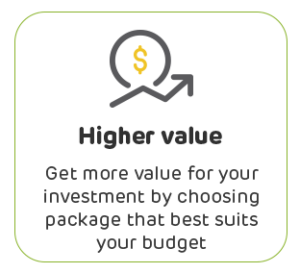 $
Higher value
Get more value for your
investment by choosing
package that best suits
your budget